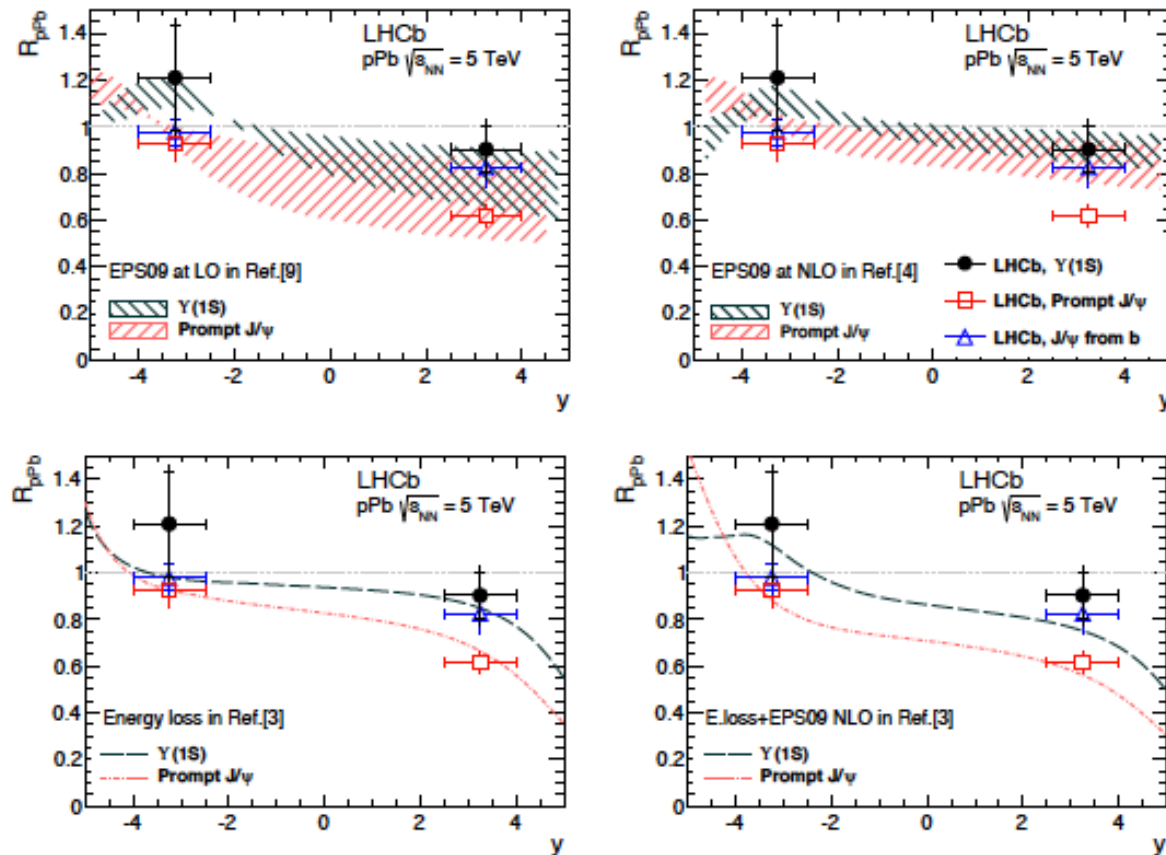 R_pPb
1.4
1.2
1
0.8
0.6
0.4
0.2
0
LHCb
pPb √s_NN = 5 TeV
EPS09 at LO in Ref.[9]
ϒ(1S)
Prompt J/ψ
-4 -2 0 2 4
y
R_pPb
1.4
1.2
1
0.8
0.6
0.4
0.2
0
LHCb
pPb √s_NN = 5 TeV
EPS09 at NLO in Ref.[4]
ϒ(1S)
Prompt J/ψ
LHCb, ϒ(1S)
LHCb, Prompt J/ψ
LHCb, J/ψ from b
-4 -2 0 2 4
y
R_pPb
1.4
1.2
1
0.8
0.6
0.4
0.2
0
LHCb
pPb √s_NN = 5 TeV
Energy loss in Ref.[3]
ϒ(1S)
Prompt J/ψ
-4 -2 0 2 4
y
R_pPb
1.4
1.2
1
0.8
0.6
0.4
0.2
0
LHCb
pPb √s_NN = 5 TeV
E.loss+EPS09 NLO in Ref.[3]
ϒ(1S)
Prompt J/ψ
-4 -2 0 2 4
y